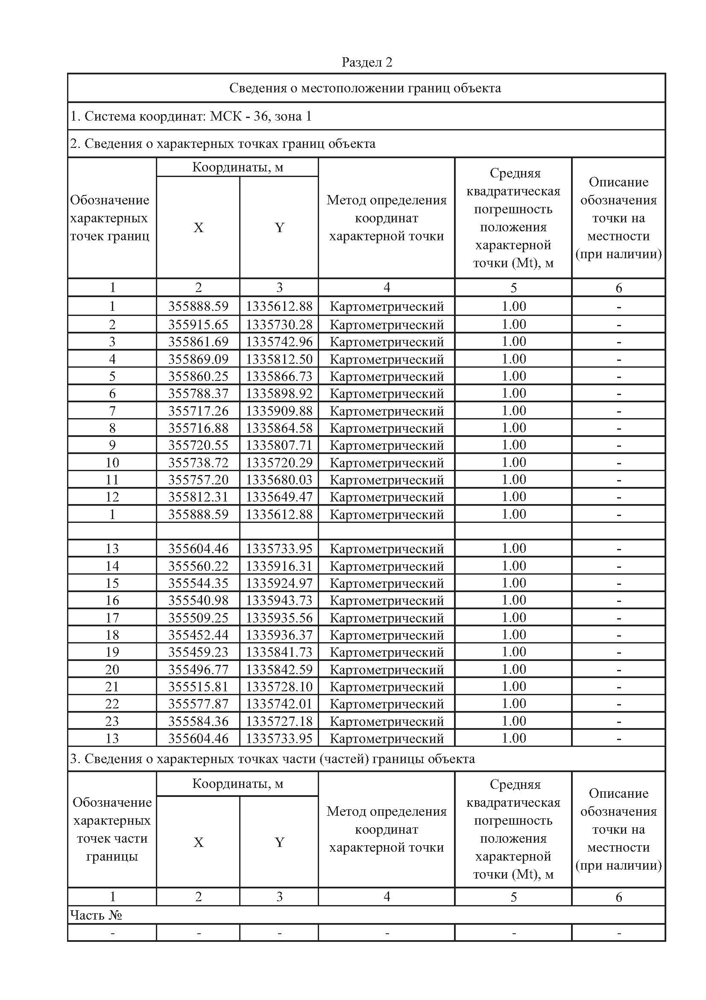 Раздел 2
Сведения о местоположении границ объекта
1. Система координат: МСК - 36, зона 1
2. Сведения о характерных точках границ объекта
Обозначение
характерных
точек границ
Координаты, м
X
Y
Метод определения
координат
характерной точки
Средняя
квадратическая
погрешность
положения
характерной
точки (Mt), м
Описание
обозначения
точки на
местности
(при наличии)
1 2 3 4 5 6
1 355888.59 1335612.88 Картометрический 1.00 -
2 355915.65 1335730.28 Картометрический 1.00 -
3 355861.69 1335742.96 Картометрический 1.00 -
4 355869.09 1335812.50 Картометрический 1.00 -
5 355860.25 1335866.73 Картометрический 1.00 -
6 355788.37 1335898.92 Картометрический 1.00 -
7 355717.26 1335909.88 Картометрический 1.00 -
8 355716.88 1335864.58 Картометрический 1.00 -
9 355720.55 1335807.71 Картометрический 1.00 -
10 355738.72 1335720.29 Картометрический 1.00 -
11 355757.20 1335680.03 Картометрический 1.00 -
12 355812.31 1335649.47 Картометрический 1.00 -
1 355888.59 1335612.88 Картометрический 1.00 -
13 355604.46 1335733.95 Картометрический 1.00 -
14 355560.22 1335916.31 Картометрический 1.00 -
15 355544.35 1335924.97 Картометрический 1.00 -
16 355540.98 1335943.73 Картометрический 1.00 -
17 355509.25 1335935.56 Картометрический 1.00 -
18 355452.44 1335936.37 Картометрический 1.00 -
19 355459.23 1335841.73 Картометрический 1.00 -
20 355496.77 1335842.59 Картометрический 1.00 -
21 355515.81 1335728.10 Картометрический 1.00 -
22 355577.87 1335742.01 Картометрический 1.00 -
23 355584.36 1335727.18 Картометрический 1.00 -
13 355604.46 1335733.95 Картометрический 1.00 -
3. Сведения о характерных точках части (частей) границы объекта
Обозначение
характерных
точек части
границы
Координаты, м
X
Y
Метод определения
координат
характерной точки
Средняя
квадратическая
погрешность
положения
характерной
точки (Mt), м
Описание
обозначения
точки на
местности
(при наличии)
1 2 3 4 5 6
Часть №
- - - - - -